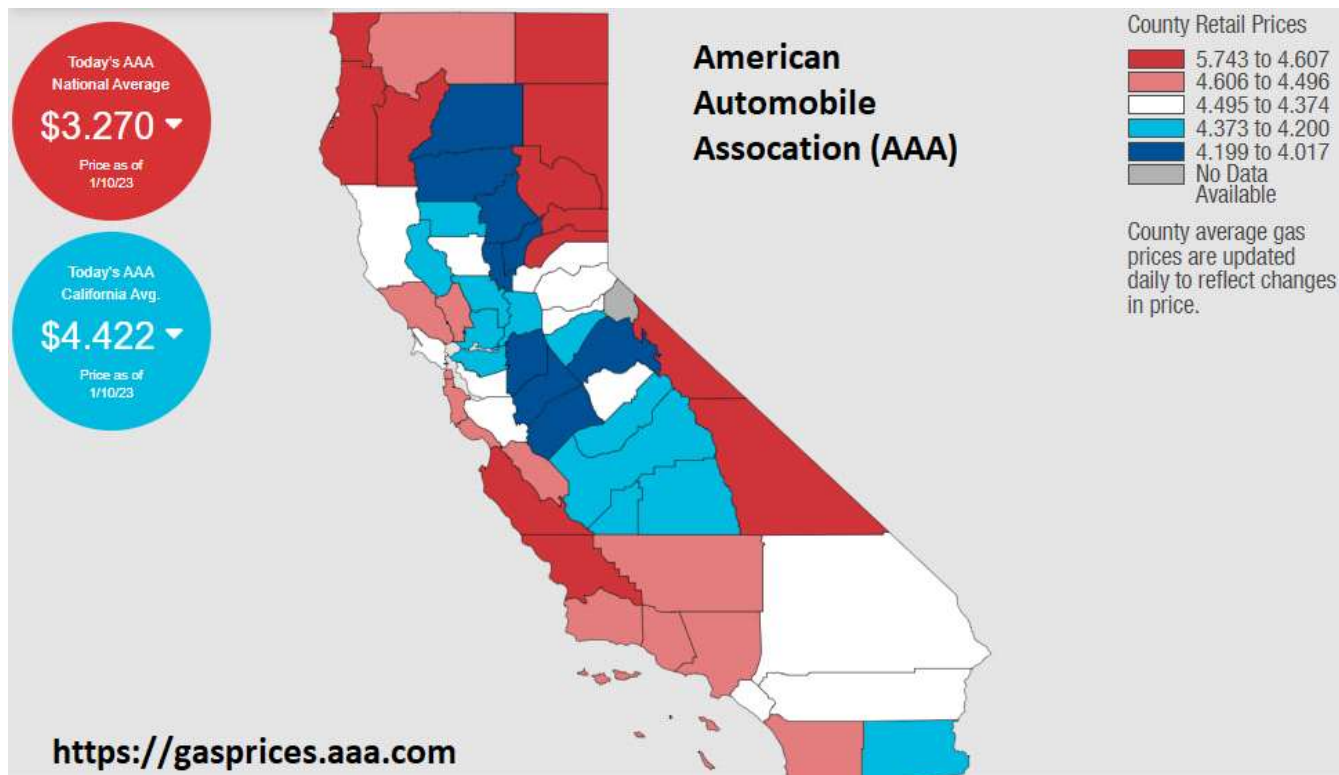 Today's AAA
National Average
$3.270
Price as of
1/10/23
Today's AAA
California Avg.
$4.422
Price as of
1/10/23
American
Automobile
Assocation (AAA)
County Retail Prices
5.743 to 4.607
4.606 to 4.496
4.495 to 4.374
4.373 to 4.200
4.199 to 4.017
No Data
Available
County average gas
prices are updated
daily to reflect changes
in price.
https://gasprices.aaa.com